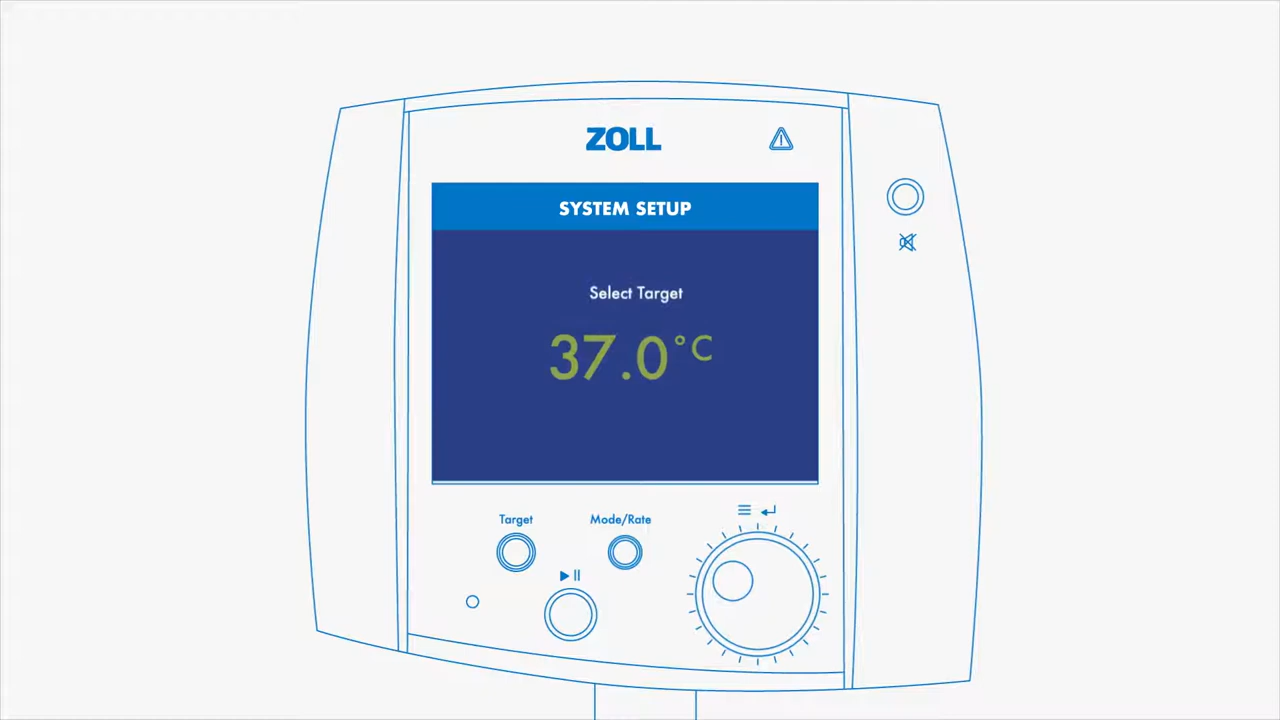 ZOLL
SYSTEM SETUP
Select Target
37.0°C
Target
Mode/Rate